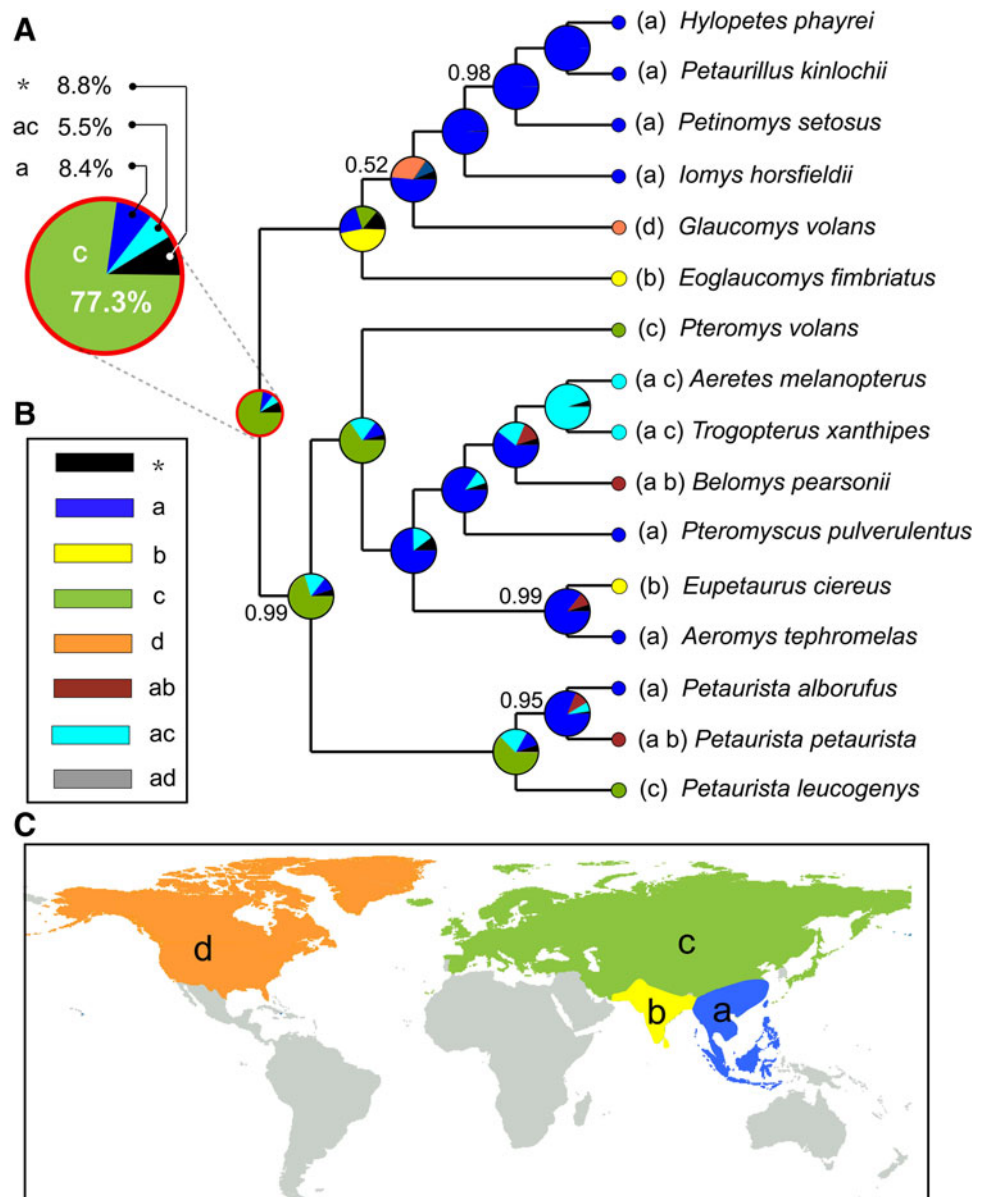 A
* 8.8%
ac 5.5%
a 8.4%
c
77.3%
0.98
0.52
0.99
0.99
0.95
(a) Hylopetes phayrei
(a) Petaurillus kinlochii
(a) Petinomys setosus
(a) Iomys horsfieldii
(d) Glaucomys volans
(b) Eoglaucomys fimbriatus
(c) Pteromys volans
(a c) Aeretes melanopterus
(a c) Trogopterus xanthipes
(a b) Belomys pearsonii
(a) Pteromyscus pulverulentus
(b) Eupetaurus ciereus
(a) Aeromys tephromelas
(a) Petaurista alborufus
(a b) Petaurista petaurista
(c) Petaurista leucogenys
B
*
a
b
c
d
ab
ac
ad
C
d
c
b
a